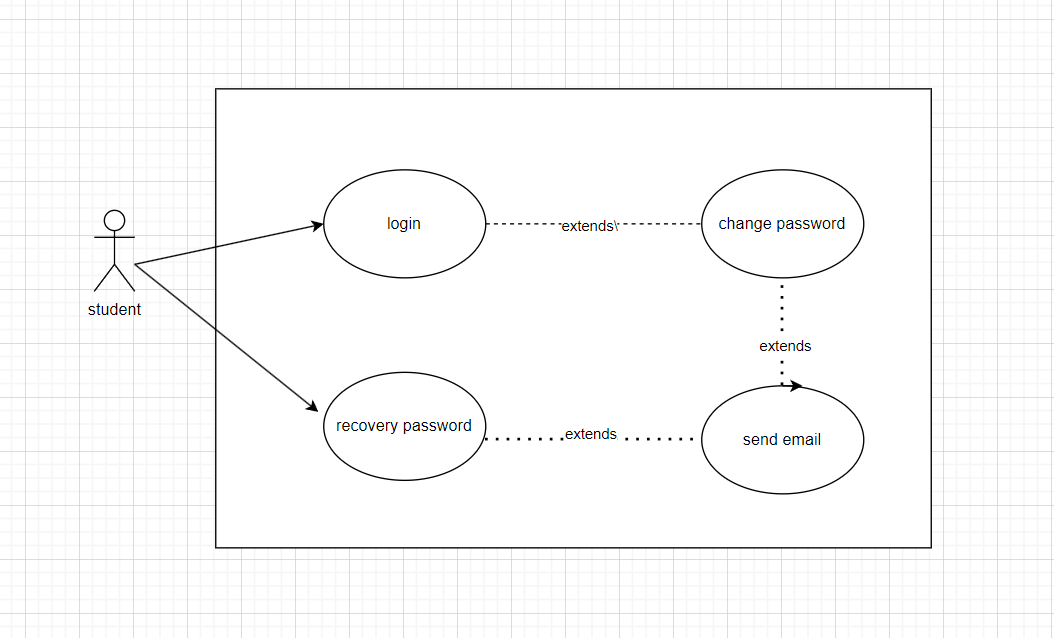 login
extends\
change password
student
extends
recovery password
extends
send email